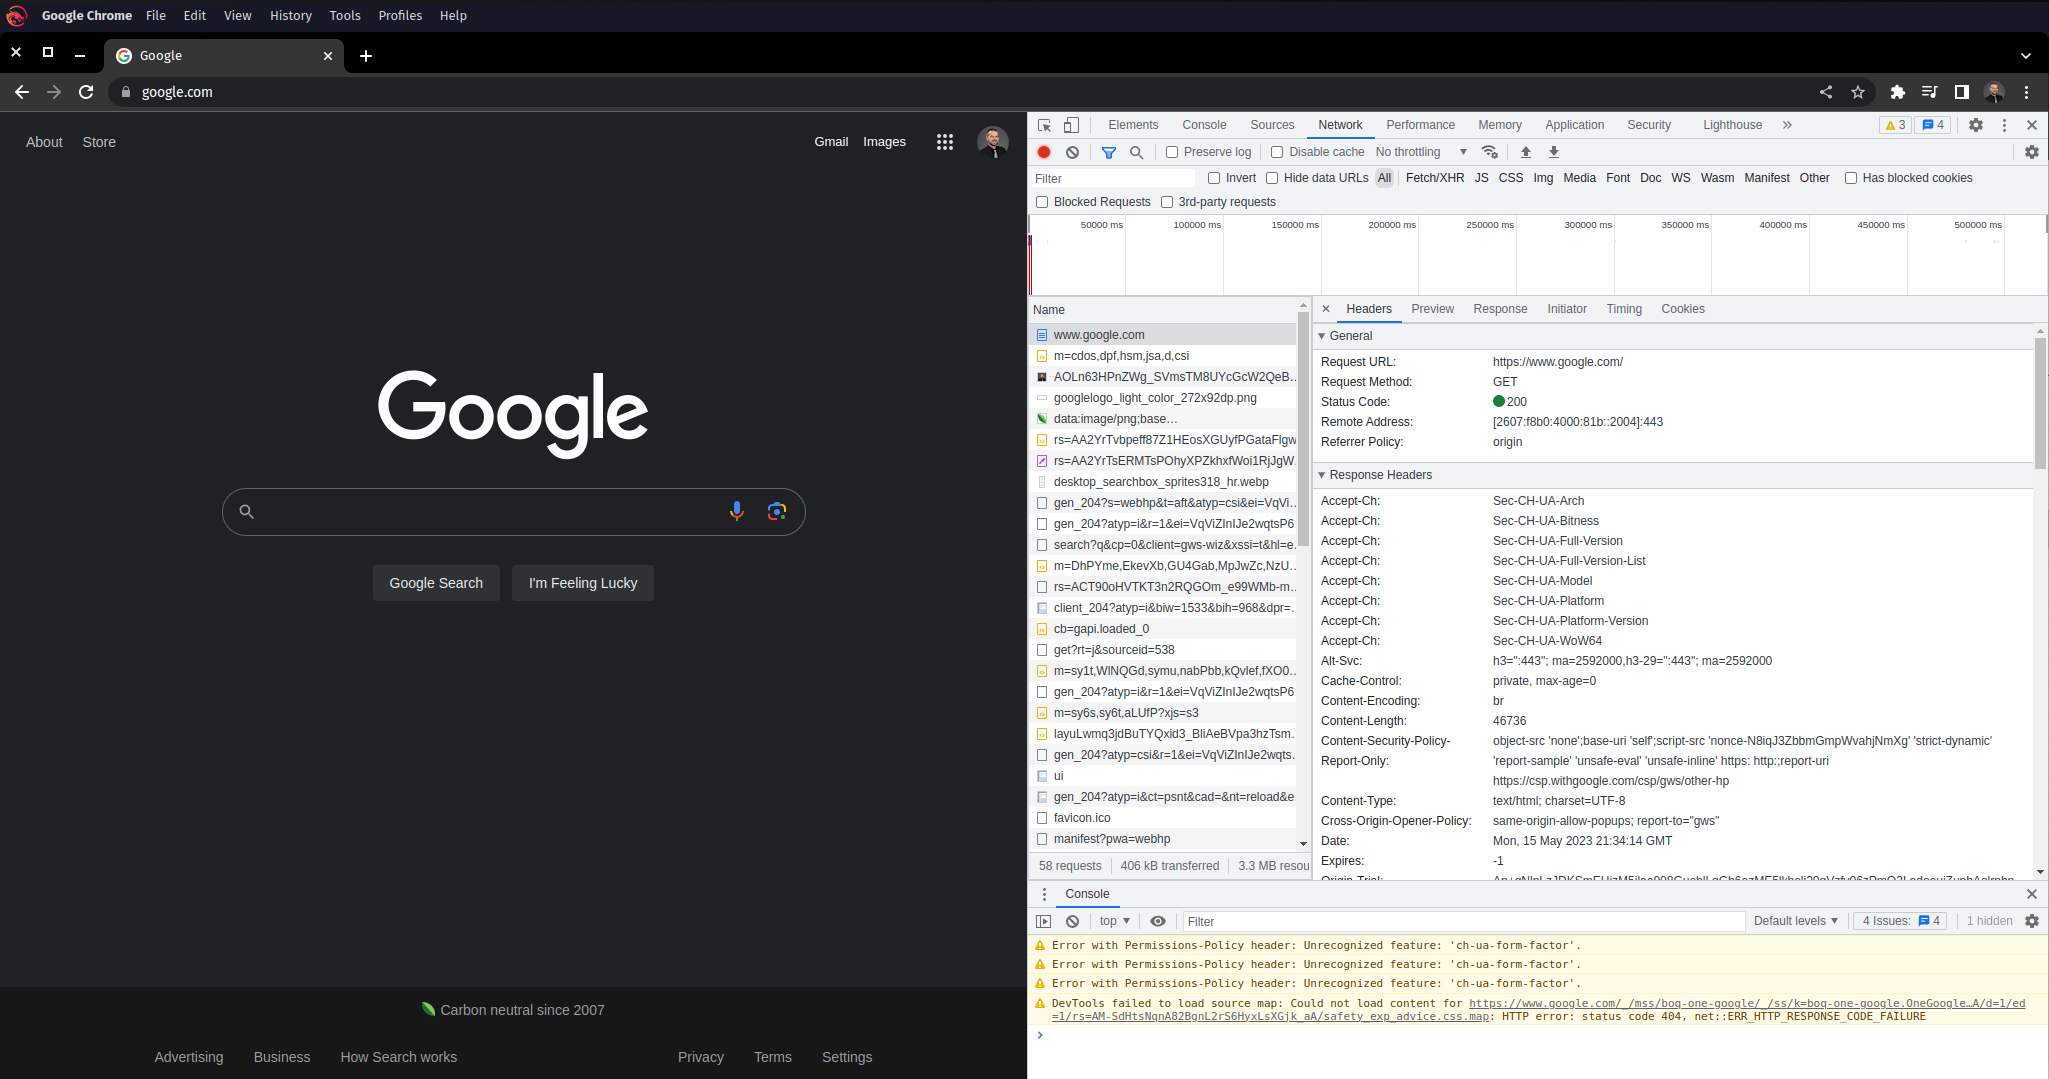 Google Chrome File Edit View History Tools Profiles Help
Google
google.com
About Store Gmail Images
Google
Google Search I'm Feeling Lucky
Carbon neutral since 2007
Advertising Business How Search works Privacy Terms Settings
Elements Console Sources Network Performance Memory Application Security Lighthouse 3 4
Preserve log Disable cache No throttling
Filter Invert Hide data URLs All Fetch/XHR JS CSS Img Media Font Doc WS Wasm Manifest Other Has blocked cookies
Blocked Requests 3rd-party requests
50000 ms 100000 ms 150000 ms 200000 ms 250000 ms 300000 ms 350000 ms 400000 ms 450000 ms 500000 ms
Name
www.google.com
m=cdos,dpf,hsm,jsa,d,csi
AOLn63HPnZWg_SVmsTM8UYcGcW2QeB...
googlelogo_light_color_272x92dp.png
data:image/png;base...
rs=AA2YrTvbpeff87Z1HEosXGUyfPGataFlgw
rs=AA2YrTsERMTsPOhyXPZkhxfWoi1RjJgW
desktop_searchbox_sprites318_hr.webp
gen_204?s=webhp&t=aft&atyp=csi&ei=VqVi...
gen_204?atyp=i&r=1&ei=VqViZInIJe2wqtsP6
search?q&cp=0&client=gws-wiz&xssi=t&hl=e...
m=DhPYme,EkevXb,GU4Gab,MpJwZc,NzU...
rs=ACT90oHVTKT3n2RQGOm_e99WMb-m...
client_204?atyp=i&biw=1533&bih=968&dpr=...
cb=gapi.loaded_0
get?rt=j&sourceid=538
m=sy1t,WlNQGd,symu,nabPbb,kQvlef,fXO0...
gen_204?atyp=i&r=1&ei=VqViZInIJe2wqtsP6
m=sy6s,sy6t,aLUfP?xjs=s3
layuLwmq3jdBuTYQxid3_BliAeBVpa3hzTsm...
gen_204?atyp=csi&r=1&ei=VqViZInIJe2wqts...
ui
gen_204?atyp=i&ct=psnt&cad=&nt=reload&e
favicon.ico
manifest?pwa=webhp
58 requests 406 kB transferred 3.3 MB resou
Headers Preview Response Initiator Timing Cookies
General
Request URL: https://www.google.com/
Request Method: GET
Status Code: 200
Remote Address: [2607:f8b0:4000:81b::2004]:443
Referrer Policy: origin
Response Headers
Accept-Ch: Sec-CH-UA-Arch
Accept-Ch: Sec-CH-UA-Bitness
Accept-Ch: Sec-CH-UA-Full-Version
Accept-Ch: Sec-CH-UA-Full-Version-List
Accept-Ch: Sec-CH-UA-Model
Accept-Ch: Sec-CH-UA-Platform
Accept-Ch: Sec-CH-UA-Platform-Version
Accept-Ch: Sec-CH-UA-WoW64
Alt-Svc: h3=":443"; ma=2592000,h3-29=":443"; ma=2592000
Cache-Control: private, max-age=0
Content-Encoding: br
Content-Length: 46736
Content-Security-Policy- object-src 'none';base-uri 'self';script-src 'nonce-N8iqJ3ZbbmGmpWvahjNmXg' 'strict-dynamic'
Report-Only: 'report-sample' 'unsafe-eval' 'unsafe-inline' https: http:;report-uri
https://csp.withgoogle.com/csp/gws/other-hp
Content-Type: text/html; charset=UTF-8
Cross-Origin-Opener-Policy: same-origin-allow-popups; report-to="gws"
Date: Mon, 15 May 2023 21:34:14 GMT
Expires: -1
Origin-Trial:
Console
top Filter Default levels 4 Issues: 4 1 hidden
Error with Permissions-Policy header: Unrecognized feature: 'ch-ua-form-factor'.
Error with Permissions-Policy header: Unrecognized feature: 'ch-ua-form-factor'.
Error with Permissions-Policy header: Unrecognized feature: 'ch-ua-form-factor'.
DevTools failed to load source map: Could not load content for https://www.google.com/_/mss/boq-one-google/_/ss/k=boq-one-google.OneGoogle…A/d=1/ed
=1/rs=AM-SdHtsNqnA82BgnL2rS6HyxLsXGjk_aA/safety_exp_advice.css.map: HTTP error: status code 404, net::ERR_HTTP_RESPONSE_CODE_FAILURE